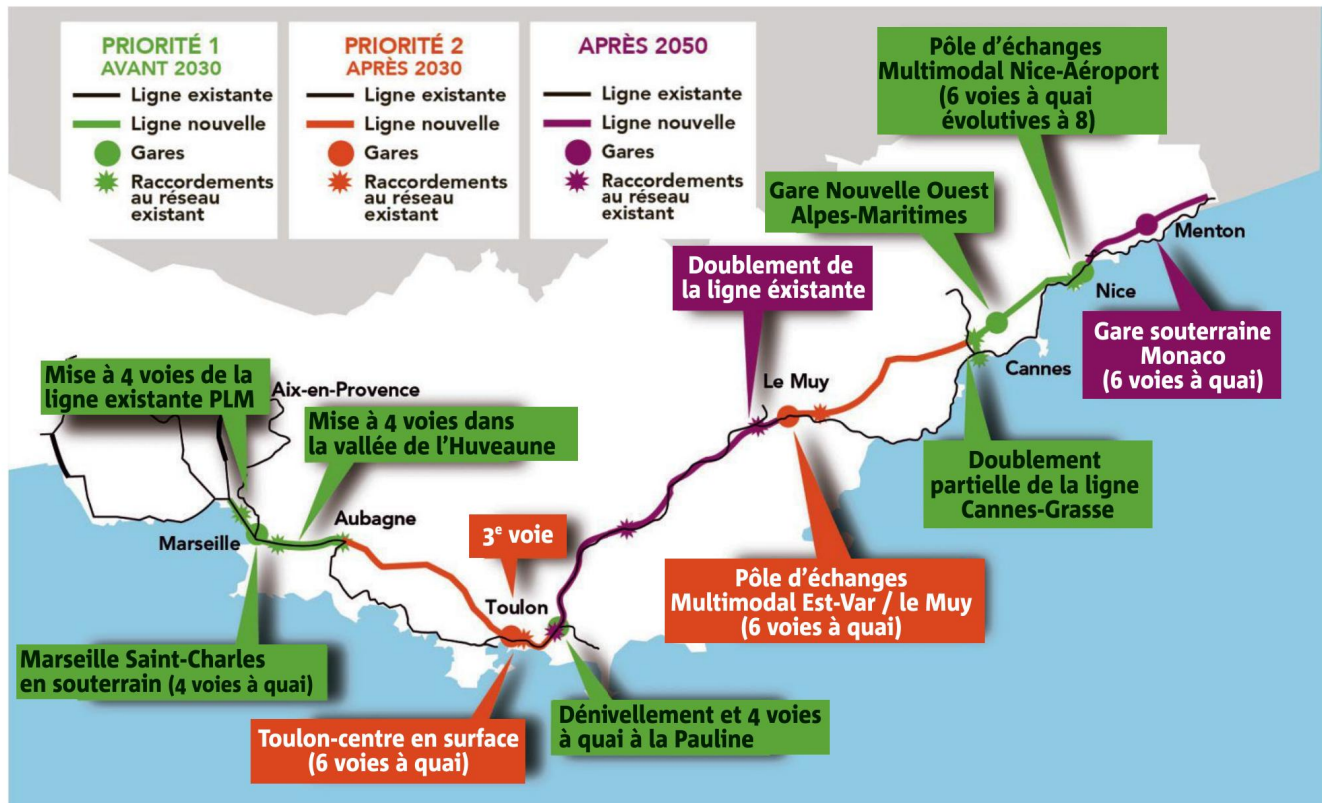 PRIORITÉ 1
AVANT 2030
Ligne existante
Ligne nouvelle
Gares
Raccordements
au réseau
existant
PRIORITÉ 2
APRÈS 2030
Ligne existante
Ligne nouvelle
Gares
Raccordements
au réseau
existant
APRÈS 2050
Ligne existante
Ligne nouvelle
Gares
Raccordements
au réseau
existant
Pôle d'échanges
Multimodal Nice-Aéroport
(6 voies à quai
évolutives à 8)
Gare Nouvelle Ouest
Alpes-Maritimes
Menton
Doublement de
la ligne éxistante
Nice
Gare souterraine
Monaco
(6 voies à quai)
Mise à 4 voies de la
ligne existante PLM
Aix-en-Provence
Le Muy
Cannes
Mise à 4 voies dans
la vallée de l'Huveaune
Doublement
partielle de la ligne
Cannes-Grasse
Aubagne
Marseille
3e voie
Pôle d'échanges
Multimodal Est-Var / le Muy
(6 voies à quai)
Toulon
Marseille Saint-Charles
en souterrain (4 voies à quai)
Toulon-centre en surface
(6 voies à quai)
Dénivellement et 4 voies
à quai à la Pauline